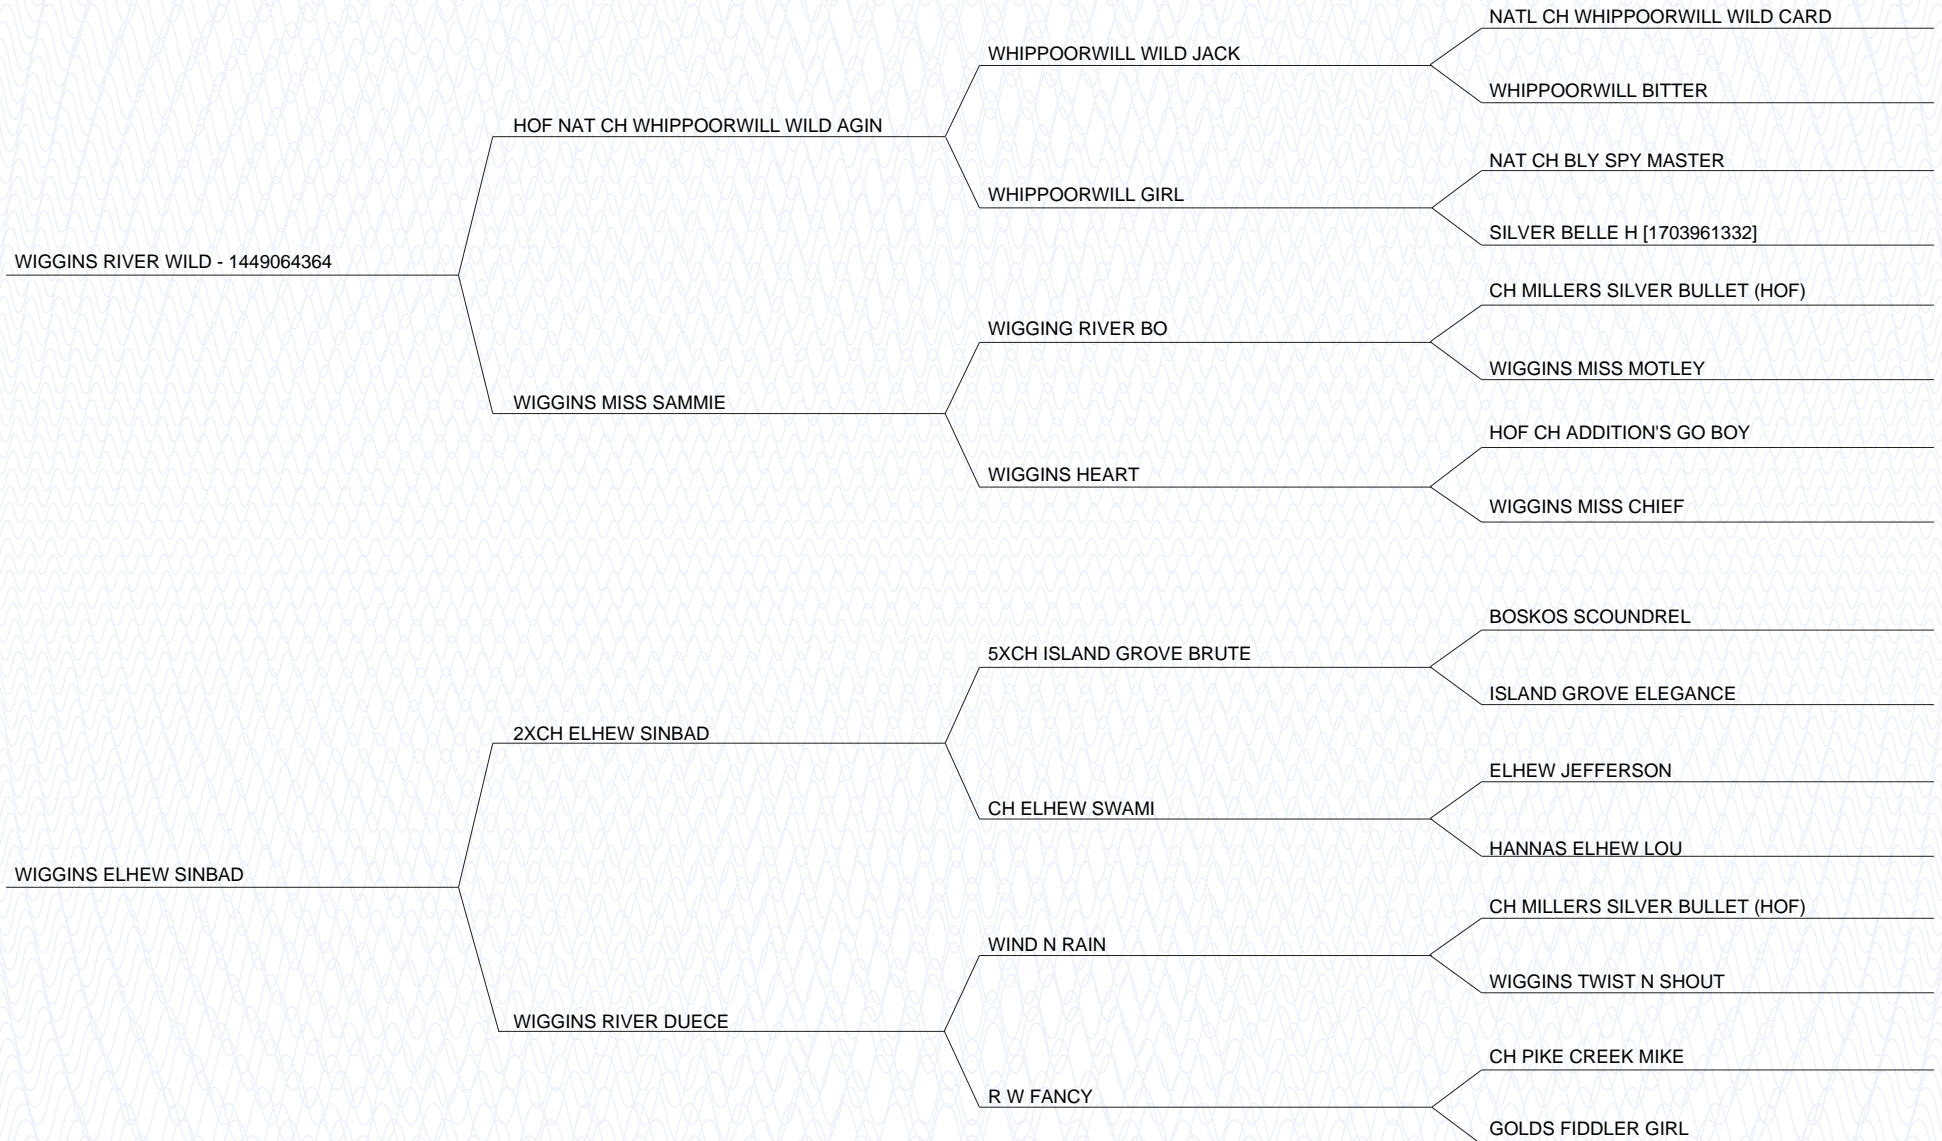 NATL CH WHIPPOORWILL WILD CARD
WHIPPOORWILL WILD JACK
WHIPPOORWILL BITTER
HOF NAT CH WHIPPOORWILL WILD AGIN
NAT CH BLY SPY MASTER
WHIPPOORWILL GIRL
SILVER BELLE H [1703961332]
WIGGINS RIVER WILD - 1449064364
CH MILLERS SILVER BULLET (HOF)
WIGGING RIVER BO
WIGGINS MISS MOTLEY
WIGGINS MISS SAMMIE
HOF CH ADDITION'S GO BOY
WIGGINS HEART
WIGGINS MISS CHIEF
BOSKOS SCOUNDREL
5XCH ISLAND GROVE BRUTE
ISLAND GROVE ELEGANCE
2XCH ELHEW SINBAD
ELHEW JEFFERSON
CH ELHEW SWAMI
HANNAS ELHEW LOU
WIGGINS ELHEW SINBAD
CH MILLERS SILVER BULLET (HOF)
WIND N RAIN
WIGGINS TWIST N SHOUT
WIGGINS RIVER DUECE
CH PIKE CREEK MIKE
R W FANCY
GOLDS FIDDLER GIRL